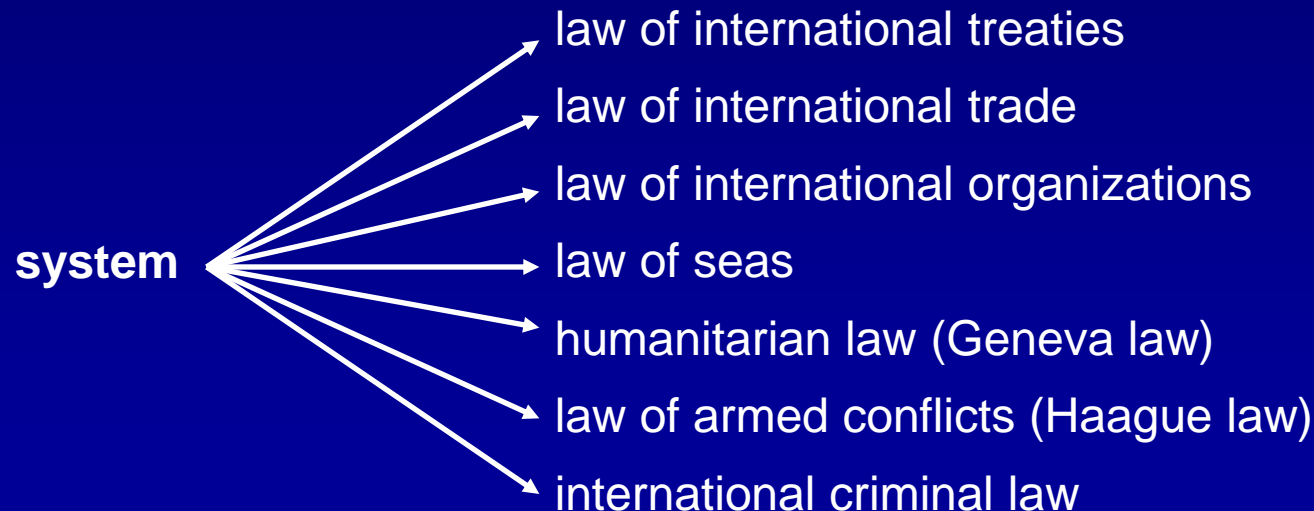 law of international treaties
law of international trade
law of international organizations
system
law of seas
humanitarian law (Geneva law)
law of armed conflicts (Haague law)
international criminal law